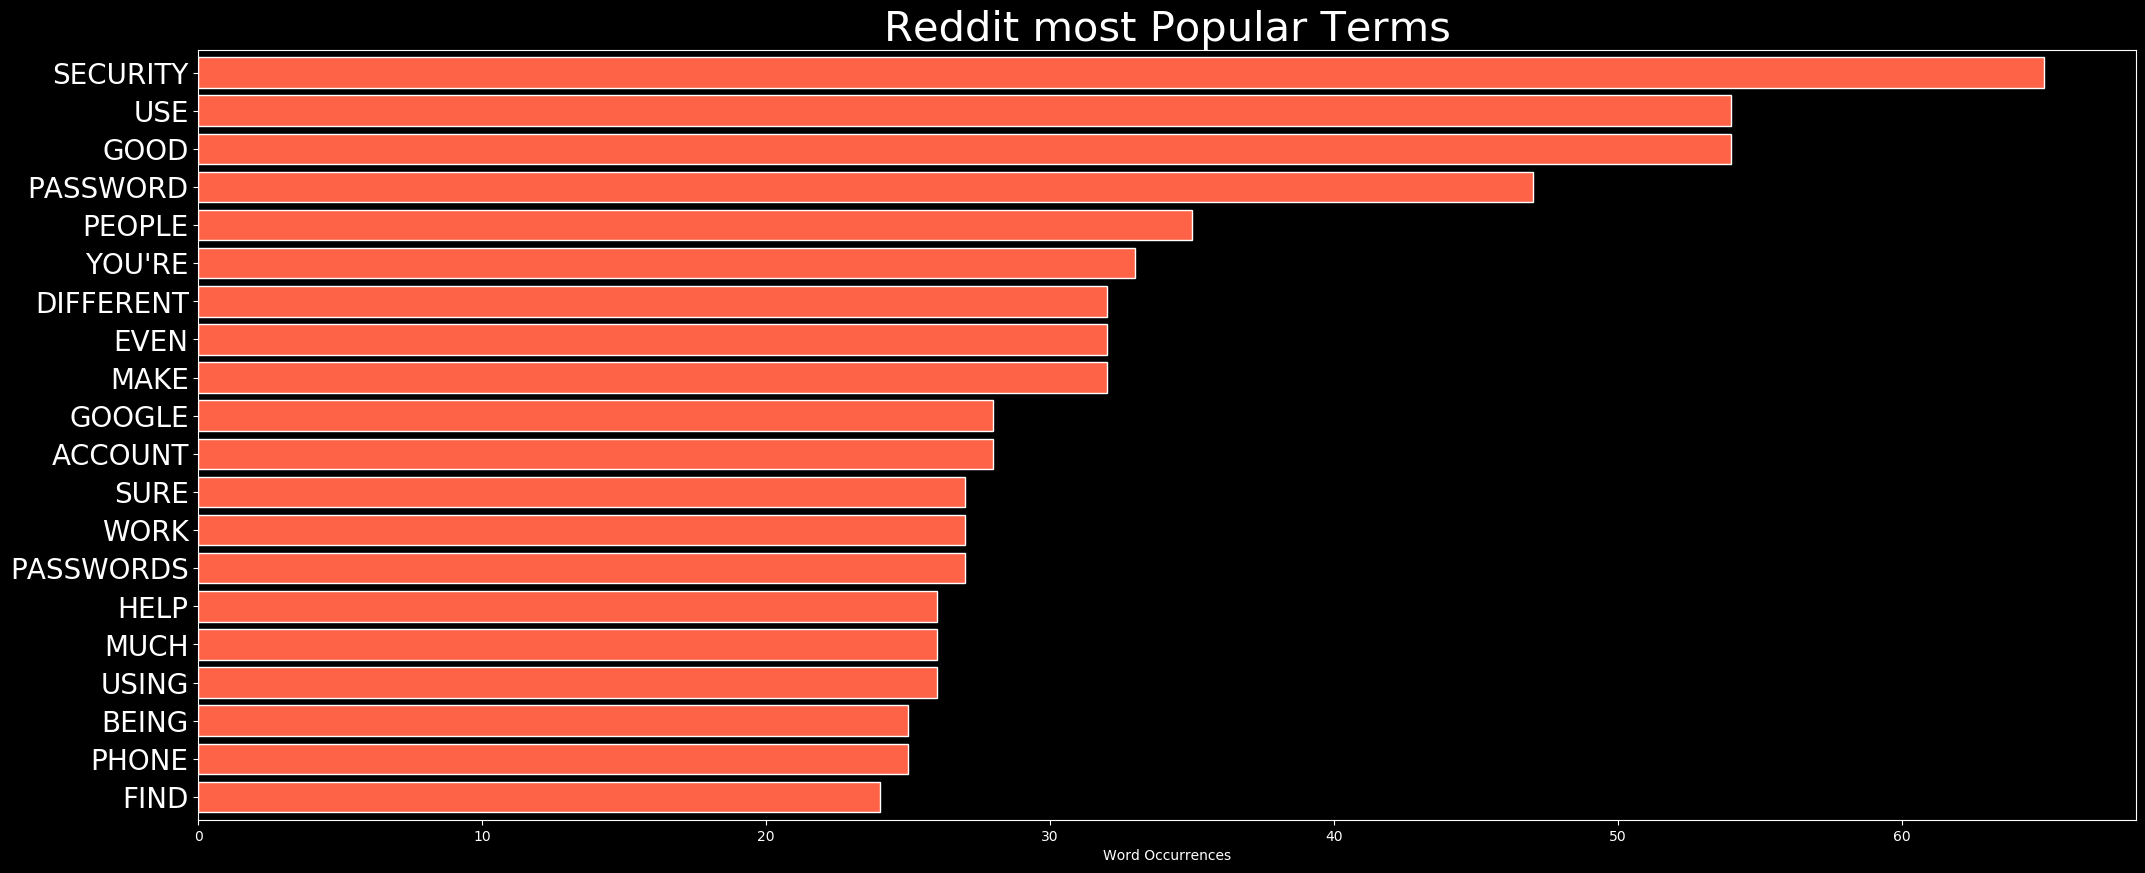 Reddit most Popular Terms
SECURITY
USE
GOOD
PASSWORD
PEOPLE
YOU'RE
DIFFERENT
EVEN
MAKE
GOOGLE
ACCOUNT
SURE
WORK
PASSWORDS
HELP
MUCH
USING
BEING
PHONE
FIND
0 10 20 30 40 50 60
Word Occurrences